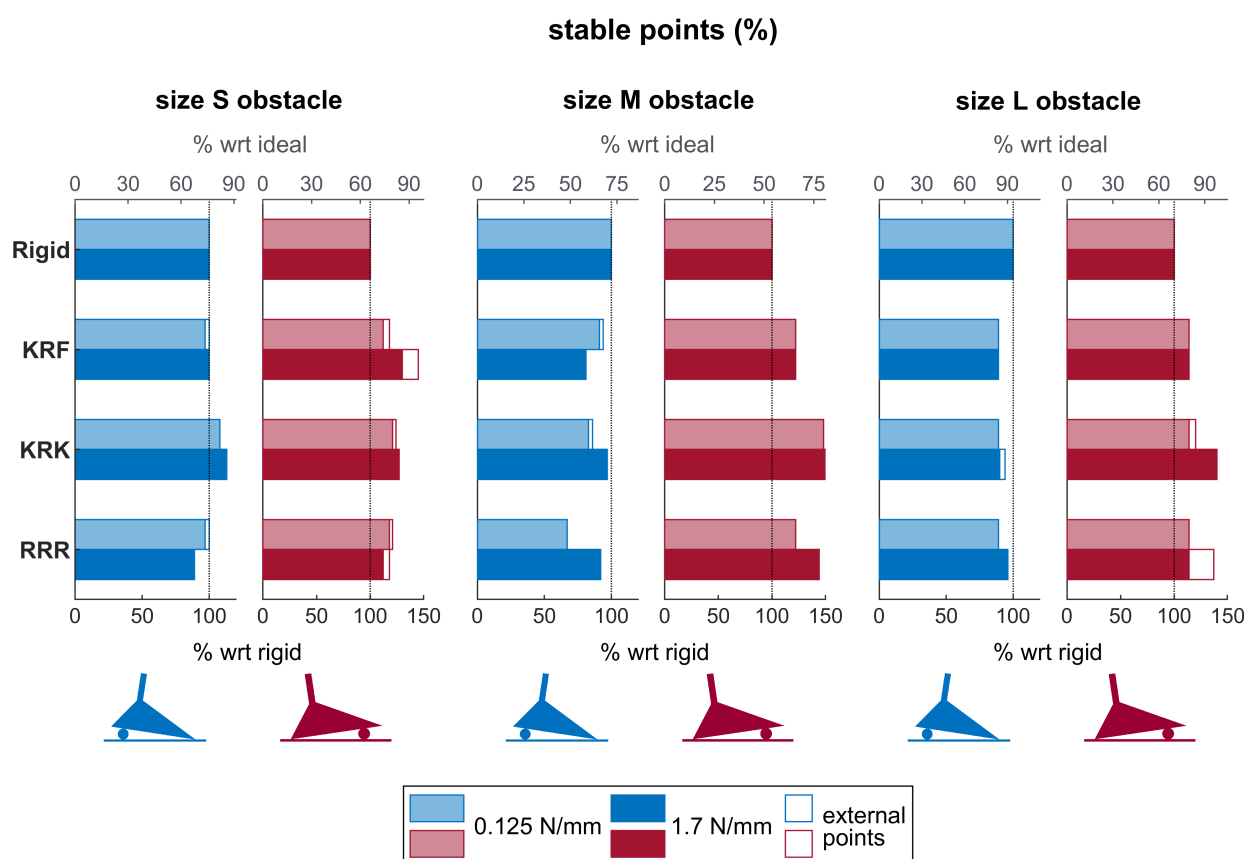 stable points (%)
size S obstacle size M obstacle size L obstacle
% wrt ideal % wrt ideal % wrt ideal
0 30 60 90 0 30 60 90 0 25 50 75 0 25 50 75 0 30 60 90 0 30 60 90
Rigid
KRF
KRK
RRR
0 50 100 0 50 100 150 0 50 100 0 50 100 150 0 50 100 0 50 100 150
% wrt rigid % wrt rigid % wrt rigid
0.125 N/mm 1.7 N/mm external
points